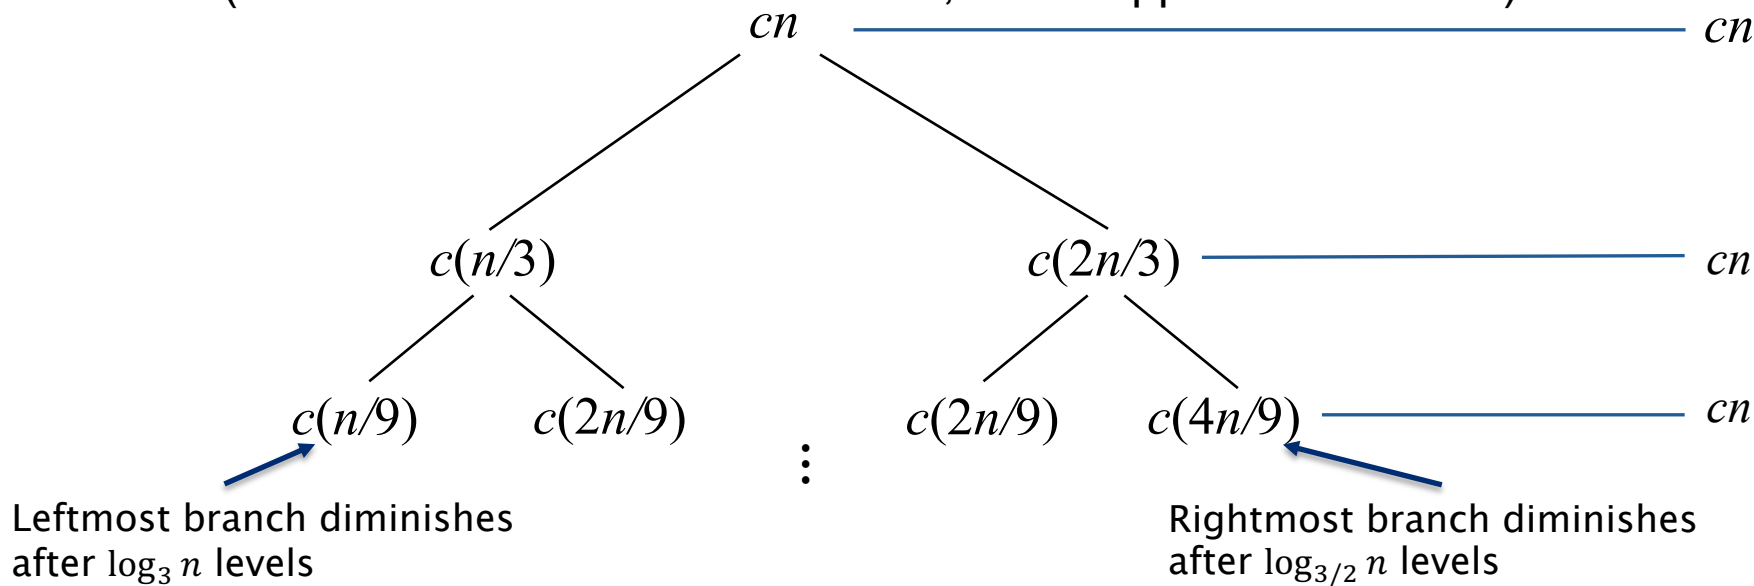 cn cn
c(n/3) c(2n/3) cn
c(n/9) c(2n/9) c(2n/9) c(4n/9) cn
⋮
Leftmost branch diminishes
after log₃ n levels
Rightmost branch diminishes
after log₃/₂ n levels